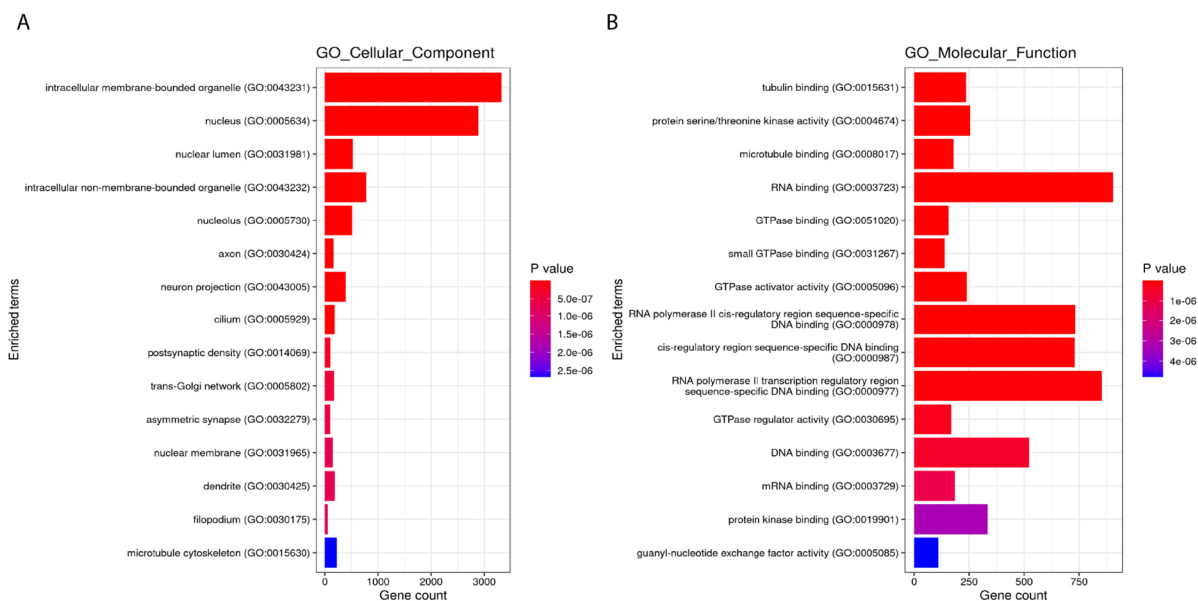 A
GO_Cellular_Component
intracellular membrane-bounded organelle (GO:0043231)
nucleus (GO:0005634)
nuclear lumen (GO:0031981)
intracellular non-membrane-bounded organelle (GO:0043232)
nucleolus (GO:0005730)
axon (GO:0030424)
neuron projection (GO:0043005)
cilium (GO:0005929)
postsynaptic density (GO:0014069)
trans-Golgi network (GO:0005802)
asymmetric synapse (GO:0032279)
nuclear membrane (GO:0031965)
dendrite (GO:0030425)
filopodium (GO:0030175)
microtubule cytoskeleton (GO:0015630)
Enriched terms
0 1000 2000 3000
Gene count
P value
5.0e-07
1.0e-06
1.5e-06
2.0e-06
2.5e-06
B
GO_Molecular_Function
tubulin binding (GO:0015631)
protein serine/threonine kinase activity (GO:0004674)
microtubule binding (GO:0008017)
RNA binding (GO:0003723)
GTPase binding (GO:0051020)
small GTPase binding (GO:0031267)
GTPase activator activity (GO:0005096)
RNA polymerase II cis-regulatory region sequence-specific
DNA binding (GO:0000978)
cis-regulatory region sequence-specific DNA binding
(GO:0000987)
RNA polymerase II transcription regulatory region
sequence-specific DNA binding (GO:0000977)
GTPase regulator activity (GO:0030695)
DNA binding (GO:0003677)
mRNA binding (GO:0003729)
protein kinase binding (GO:0019901)
guanyl-nucleotide exchange factor activity (GO:0005085)
Enriched terms
0 250 500 750
Gene count
P value
1e-06
2e-06
3e-06
4e-06